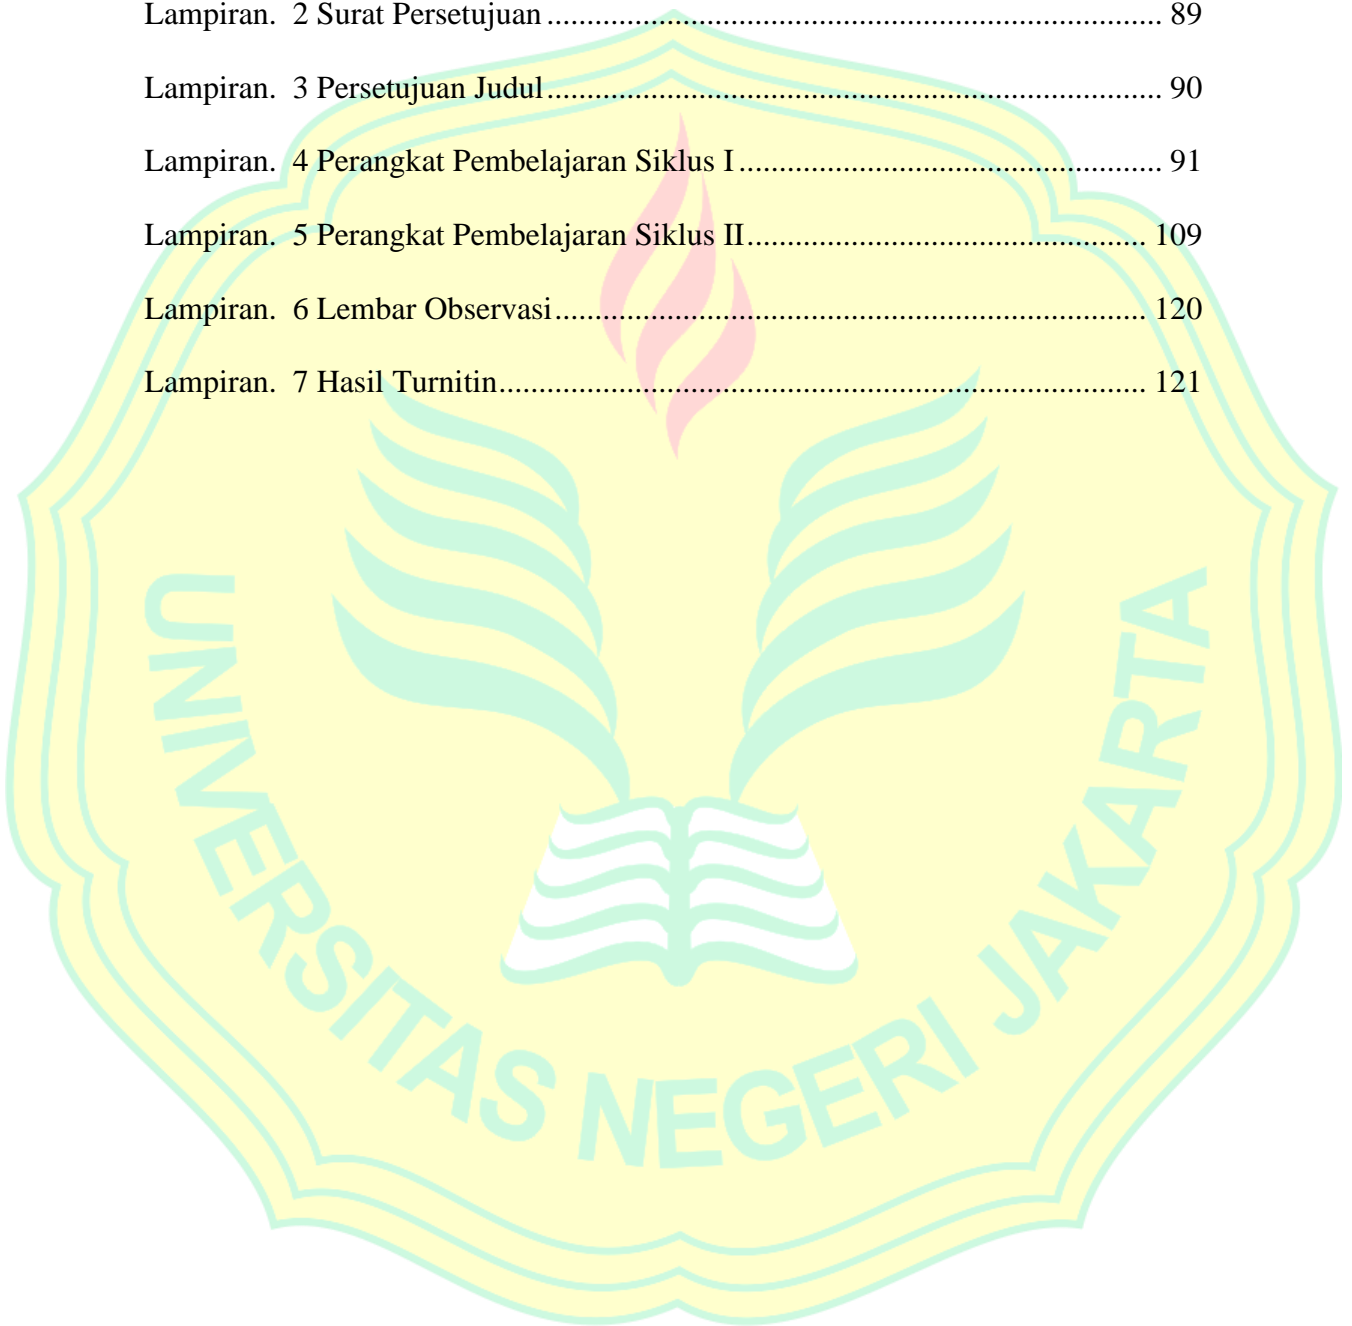 Lampiran.  2 Surat Persetujuan ............................................................................. 89
Lampiran.  3 Persetujuan Judul ............................................................................. 90
Lampiran.  4 Perangkat Pembelajaran Siklus I ..................................................... 91
Lampiran.  5 Perangkat Pembelajaran Siklus II .................................................. 109
Lampiran.  6 Lembar Observasi .......................................................................... 120
Lampiran.  7 Hasil Turnitin ................................................................................. 121
UNIVERSITAS NEGERI JAKARTA